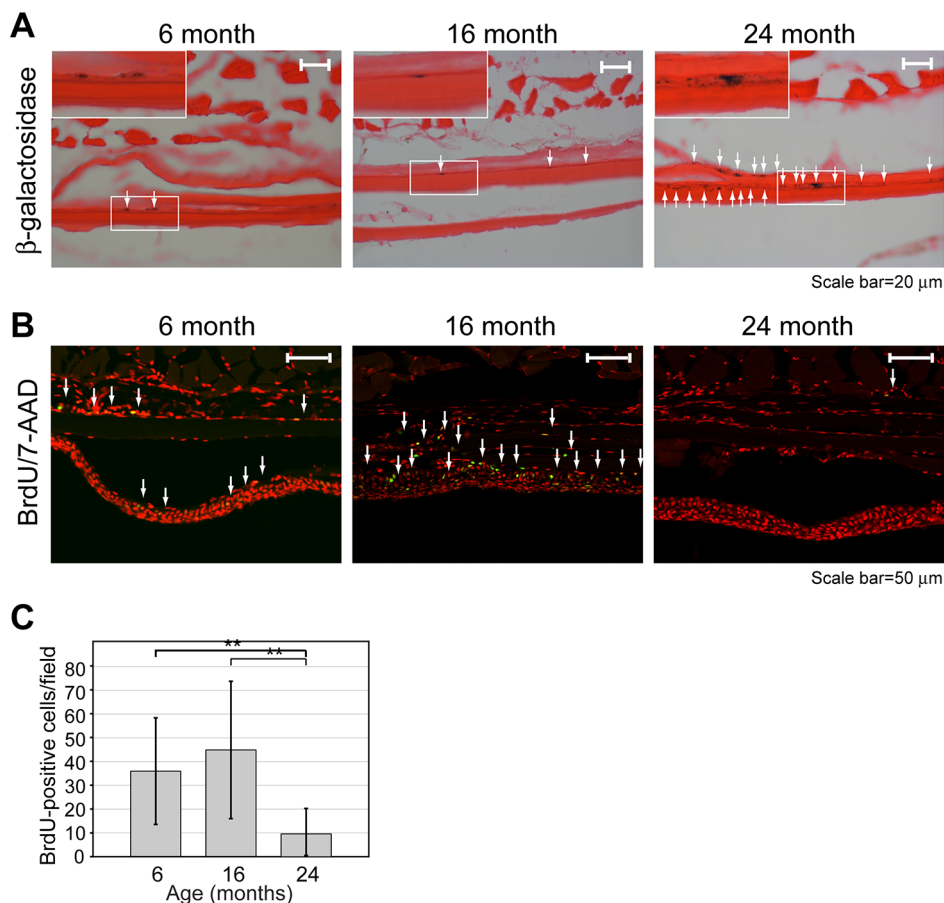 A
6 month
16 month
24 month
β-galactosidase
Scale bar=20 μm
B
6 month
16 month
24 month
BrdU/7-AAD
Scale bar=50 μm
C
**
**
BrdU-positive cells/field
80
70
60
50
40
30
20
10
0
6
16
24
Age (months)